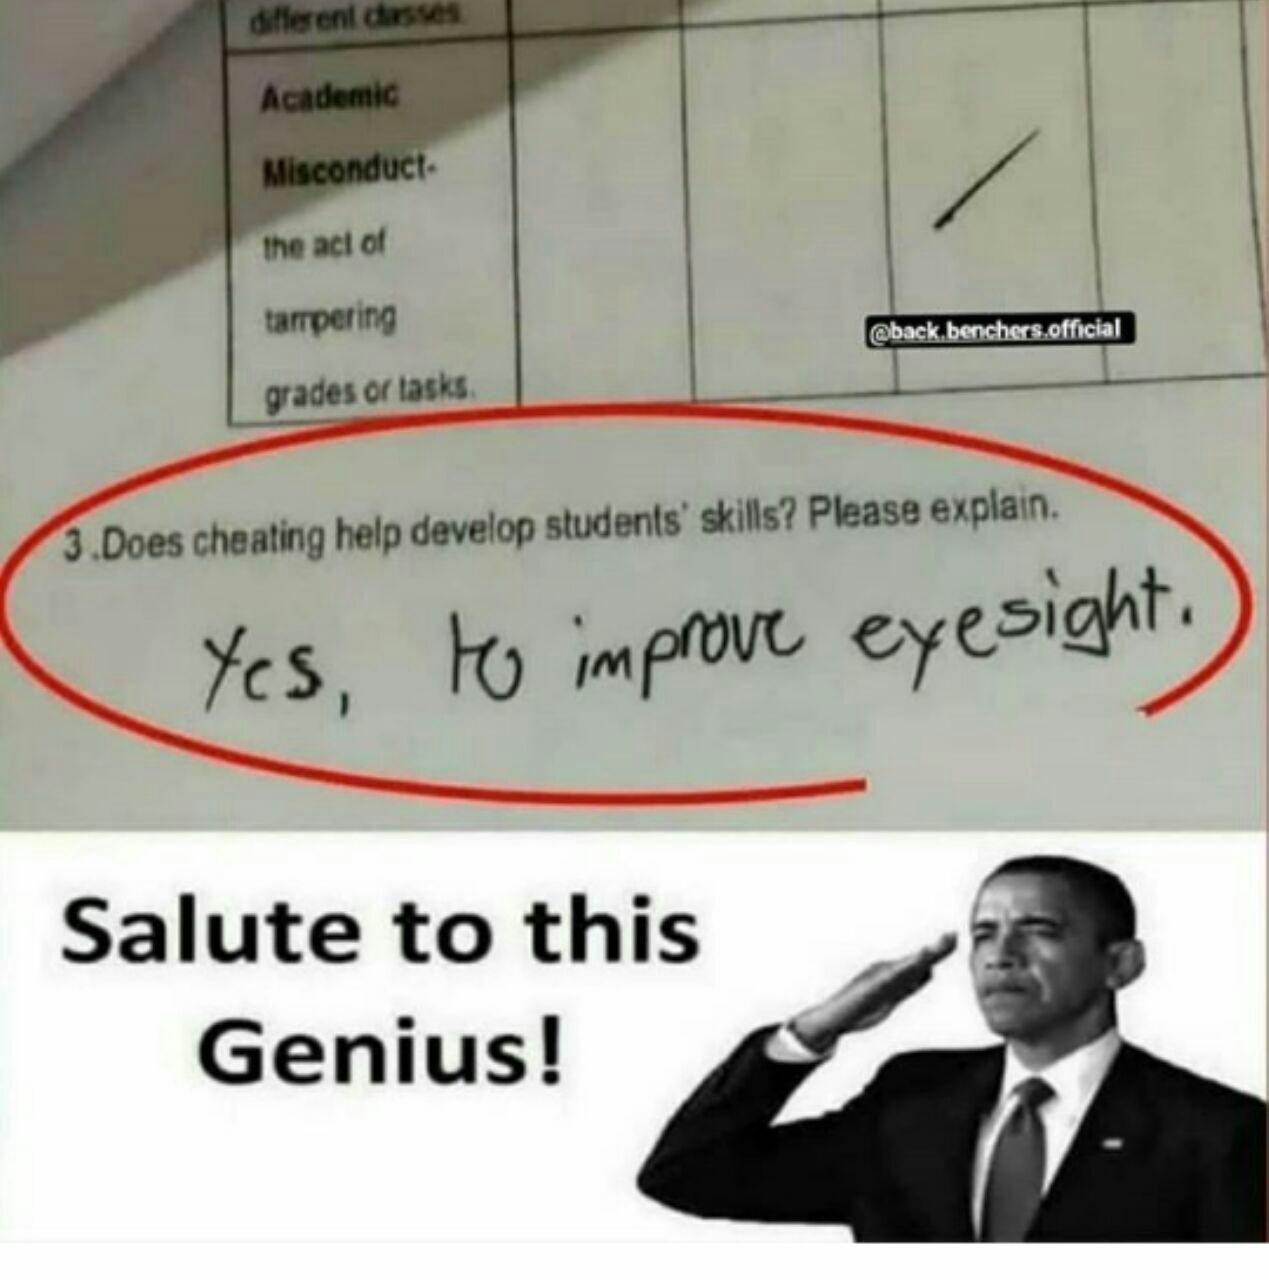 different classes
Academic
Misconduct-
the act of
tampering
grades or tasks.
@back.benchers.official
3.Does cheating help develop students' skills? Please explain.
Yes, to improve eyesight.
Salute to this
Genius!